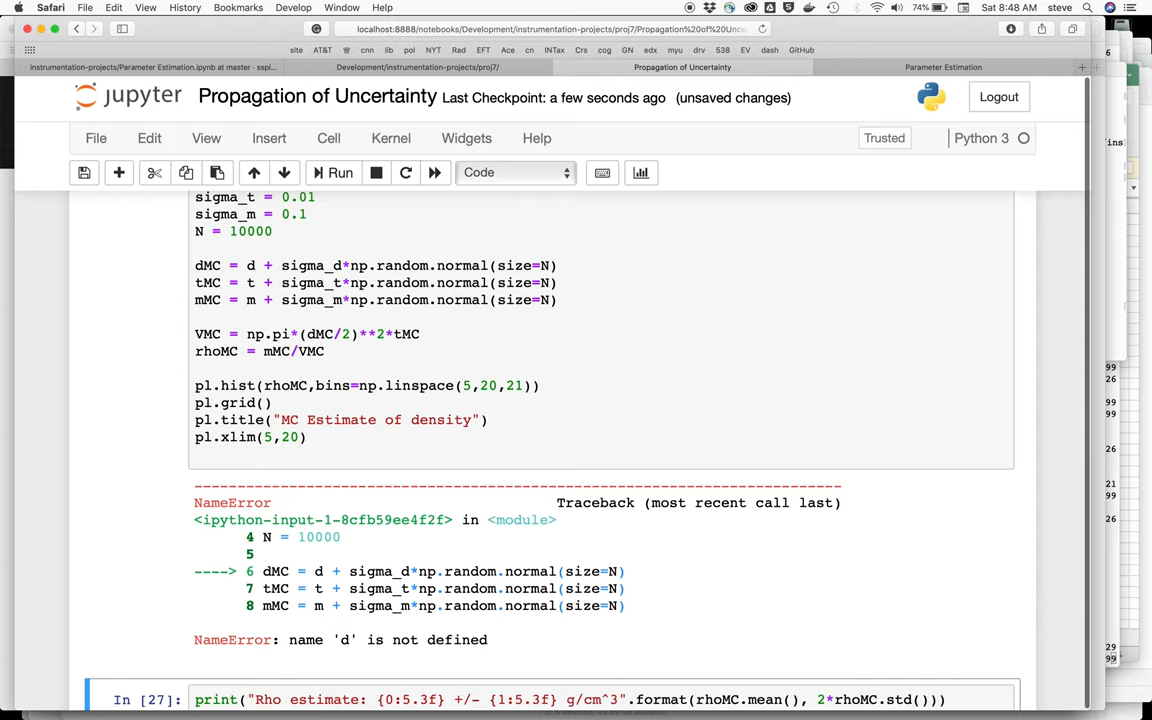 Safari File Edit View History Bookmarks Develop Window Help 74% Sat 8:48 AM steve
localhost:8888/notebooks/Development/instrumentation-projects/proj7/Propagation%20of%20Unce
site AT&T cnn lib pol NYT Rad EFT Ace cn INTax Crs cog GN edx myu drv 538 EV dash GitHub
instrumentation-projects/Parameter Estimation.ipynb at master · sspi... Development/instrumentation-projects/proj7/ Propagation of Uncertainty Parameter Estimation
jupyter Propagation of Uncertainty Last Checkpoint: a few seconds ago (unsaved changes) Logout
File Edit View Insert Cell Kernel Widgets Help Trusted Python 3
Run Code
sigma_t = 0.01
sigma_m = 0.1
N = 10000
dMC = d + sigma_d*np.random.normal(size=N)
tMC = t + sigma_t*np.random.normal(size=N)
mMC = m + sigma_m*np.random.normal(size=N)
VMC = np.pi*(dMC/2)**2*tMC
rhoMC = mMC/VMC
pl.hist(rhoMC,bins=np.linspace(5,20,21))
pl.grid()
pl.title("MC Estimate of density")
pl.xlim(5,20)
---------------------------------------------------------------------------
NameError Traceback (most recent call last)
<ipython-input-1-8cfb59ee4f2f> in <module>
4 N = 10000
5
----> 6 dMC = d + sigma_d*np.random.normal(size=N)
7 tMC = t + sigma_t*np.random.normal(size=N)
8 mMC = m + sigma_m*np.random.normal(size=N)
NameError: name 'd' is not defined
In [27]: print("Rho estimate: {0:5.3f} +/- {1:5.3f} g/cm^3".format(rhoMC.mean(), 2*rhoMC.std()))